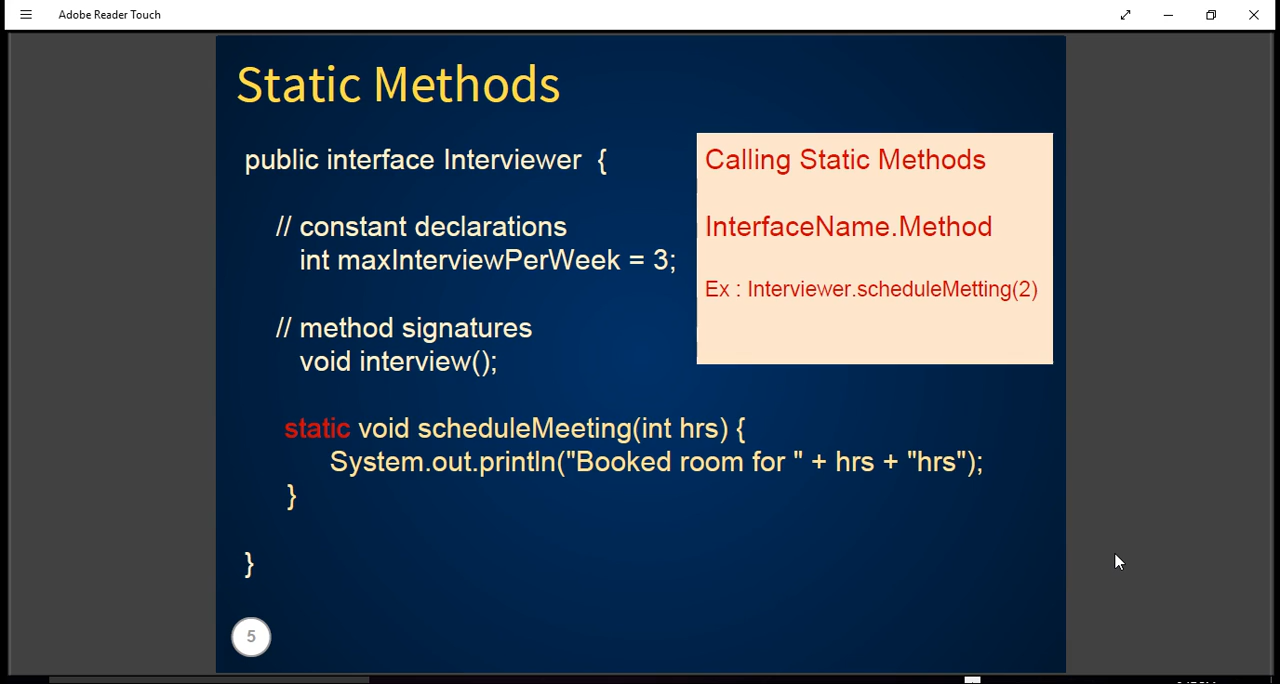 Adobe Reader Touch
Static Methods
public interface Interviewer {
// constant declarations
int maxInterviewPerWeek = 3;
// method signatures
void interview();
static void scheduleMeeting(int hrs) {
System.out.println("Booked room for " + hrs + "hrs");
}
}
Calling Static Methods
InterfaceName.Method
Ex : Interviewer.scheduleMetting(2)
5